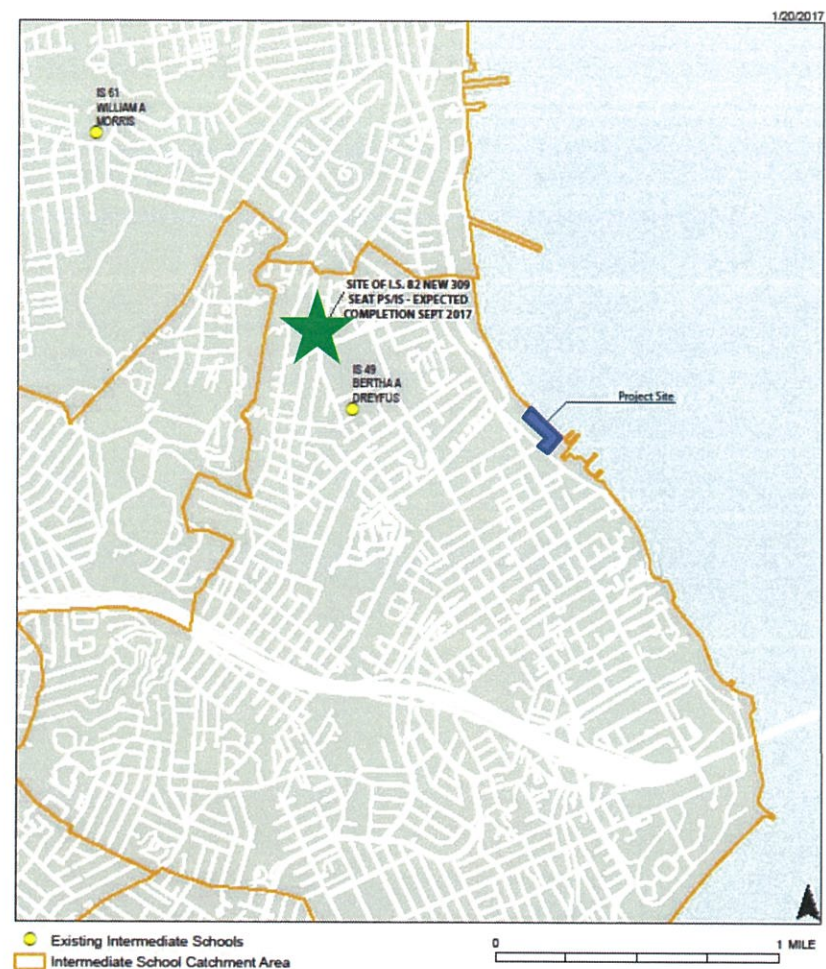 1/20/2017
IS 61
WILLIAM A
MORRIS
SITE OF I.S. 82 NEW 309
SEAT PS/IS - EXPECTED
COMPLETION SEPT 2017
IS 49
BERTHA A
DREYFUS
Project Site
Existing Intermediate Schools
Intermediate School Catchment Area
0 1 MILE